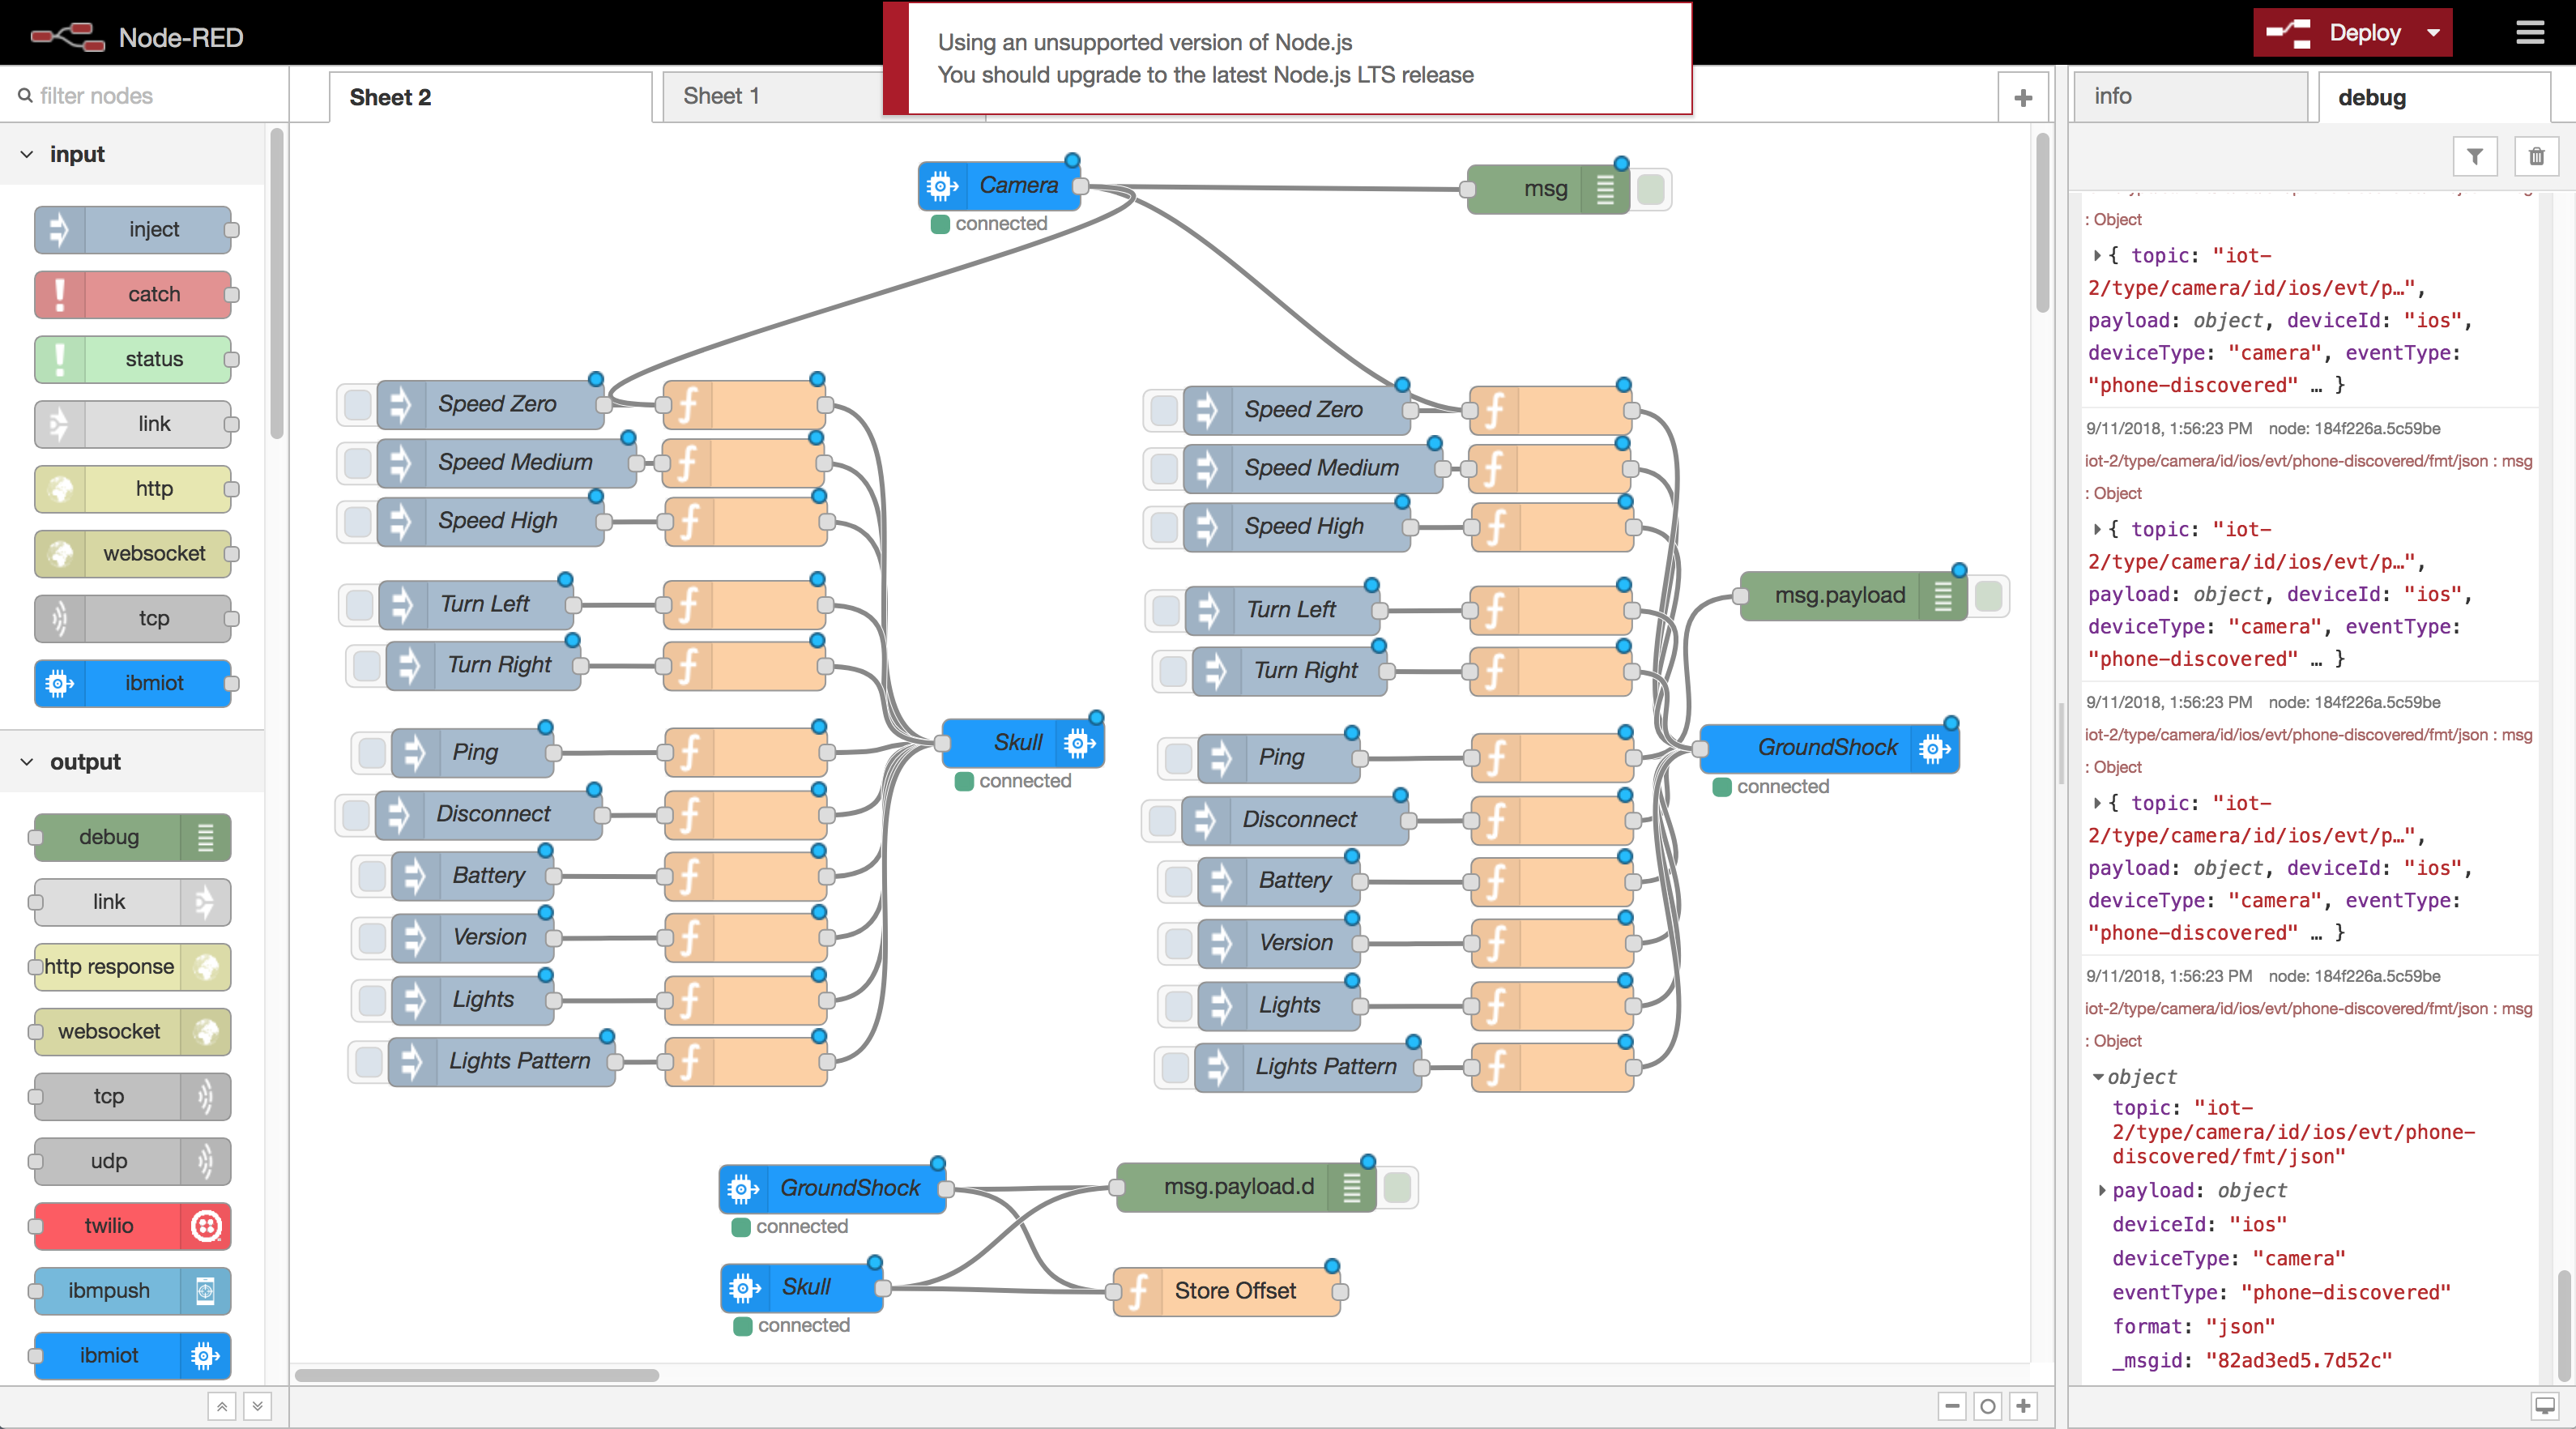 Node-RED
Using an unsupported version of Node.js
You should upgrade to the latest Node.js LTS release
Deploy
filter nodes
Sheet 2
Sheet 1
info
debug
input
inject
catch
status
link
http
websocket
tcp
ibmiot
output
debug
link
http response
websocket
tcp
udp
twilio
ibmpush
ibmiot
Camera
connected
msg
Speed Zero
Speed Medium
Speed High
Turn Left
Turn Right
Ping
Disconnect
Battery
Version
Lights
Lights Pattern
Skull
connected
Speed Zero
Speed Medium
Speed High
Turn Left
Turn Right
Ping
Disconnect
Battery
Version
Lights
Lights Pattern
msg.payload
GroundShock
connected
GroundShock
connected
Skull
connected
msg.payload.d
Store Offset
: Object
{ topic: "iot-
2/type/camera/id/ios/evt/p…",
payload: object, deviceId: "ios",
deviceType: "camera", eventType:
"phone-discovered" … }
9/11/2018, 1:56:23 PM node: 184f226a.5c59be
iot-2/type/camera/id/ios/evt/phone-discovered/fmt/json : msg
: Object
{ topic: "iot-
2/type/camera/id/ios/evt/p…",
payload: object, deviceId: "ios",
deviceType: "camera", eventType:
"phone-discovered" … }
9/11/2018, 1:56:23 PM node: 184f226a.5c59be
iot-2/type/camera/id/ios/evt/phone-discovered/fmt/json : msg
: Object
{ topic: "iot-
2/type/camera/id/ios/evt/p…",
payload: object, deviceId: "ios",
deviceType: "camera", eventType:
"phone-discovered" … }
9/11/2018, 1:56:23 PM node: 184f226a.5c59be
iot-2/type/camera/id/ios/evt/phone-discovered/fmt/json : msg
: Object
object
topic: "iot-
2/type/camera/id/ios/evt/phone-
discovered/fmt/json"
payload: object
deviceId: "ios"
deviceType: "camera"
eventType: "phone-discovered"
format: "json"
_msgid: "82ad3ed5.7d52c"